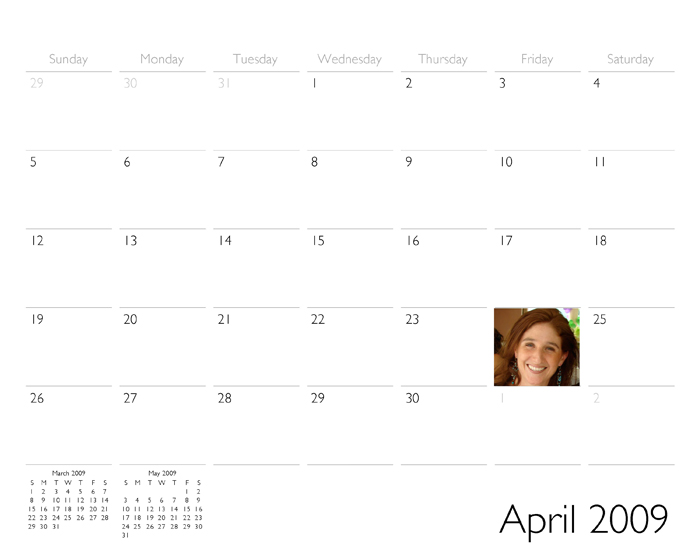 Sunday Monday Tuesday Wednesday Thursday Friday Saturday
29 30 31 1 2 3 4
5 6 7 8 9 10 11
12 13 14 15 16 17 18
19 20 21 22 23 25
26 27 28 29 30 1 2
March 2009
S M T W T F S
1 2 3 4 5 6 7
8 9 10 11 12 13 14
15 16 17 18 19 20 21
22 23 24 25 26 27 28
29 30 31
May 2009
S M T W T F S
1 2
3 4 5 6 7 8 9
10 11 12 13 14 15 16
17 18 19 20 21 22 23
24 25 26 27 28 29 30
31
April 2009